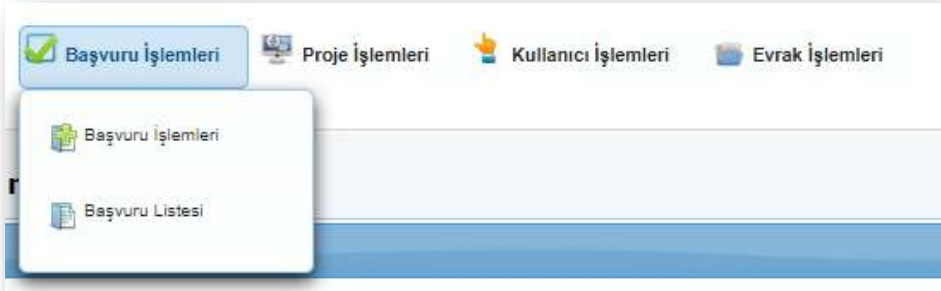 Başvuru İşlemleri Proje İşlemleri Kullanıcı İşlemleri Evrak İşlemleri
Başvuru İşlemleri
Başvuru Listesi